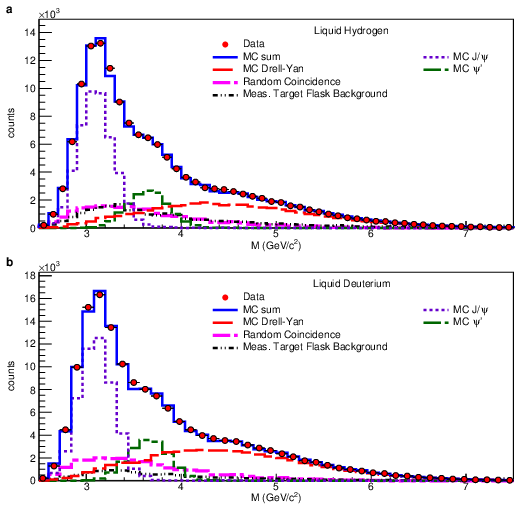 a
×10³
Liquid Hydrogen
Data
MC sum
MC J/ψ
MC Drell-Yan
MC ψ'
Random Coincidence
Meas. Target Flask Background
counts
14
12
10
8
6
4
2
0
3 4 5 6 7
M (GeV/c²)
b
×10³
Liquid Deuterium
Data
MC sum
MC J/ψ
MC Drell-Yan
MC ψ'
Random Coincidence
Meas. Target Flask Background
counts
18
16
14
12
10
8
6
4
2
0
3 4 5 6 7
M (GeV/c²)